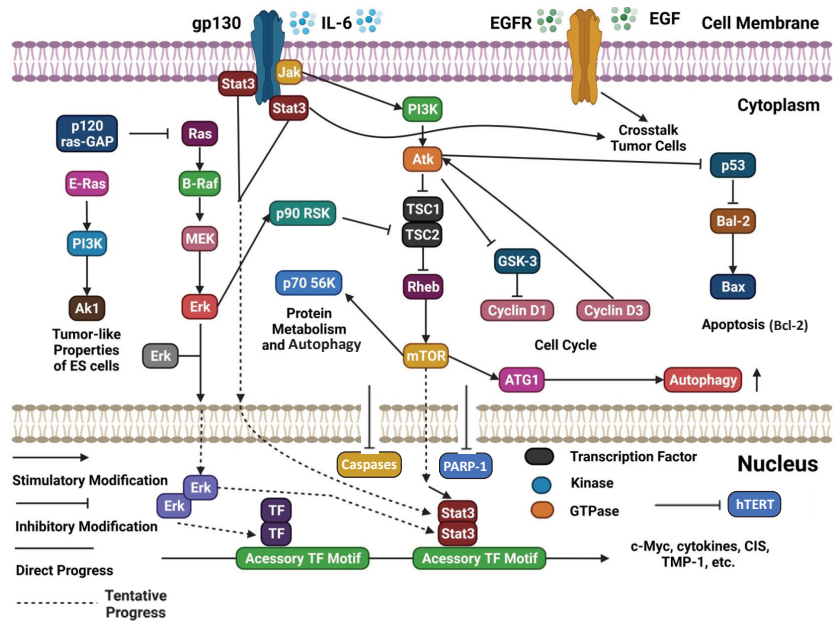 gp130
IL-6
EGFR
EGF
Cell Membrane
Stat3
Jak
Stat3
Cytoplasm
p120
ras-GAP
Ras
PI3K
Crosstalk
Tumor Cells
Atk
p53
E-Ras
B-Raf
TSC1
TSC2
p90 RSK
Bal-2
PI3K
MEK
GSK-3
p70 56K
Rheb
Bax
Ak1
Erk
Cyclin D1
Cyclin D3
Protein
Metabolism
and Autophagy
Apoptosis (Bcl-2)
Tumor-like
Properties
of ES cells
Erk
Cell Cycle
mTOR
ATG1
Autophagy
Caspases
PARP-1
Transcription Factor
Nucleus
Stimulatory Modification
Kinase
Erk
Erk
GTPase
hTERT
Inhibitory Modification
TF
TF
Stat3
Stat3
Direct Progress
Acessory TF Motif
Acessory TF Motif
c-Myc, cytokines, CIS,
TMP-1, etc.
Tentative
Progress